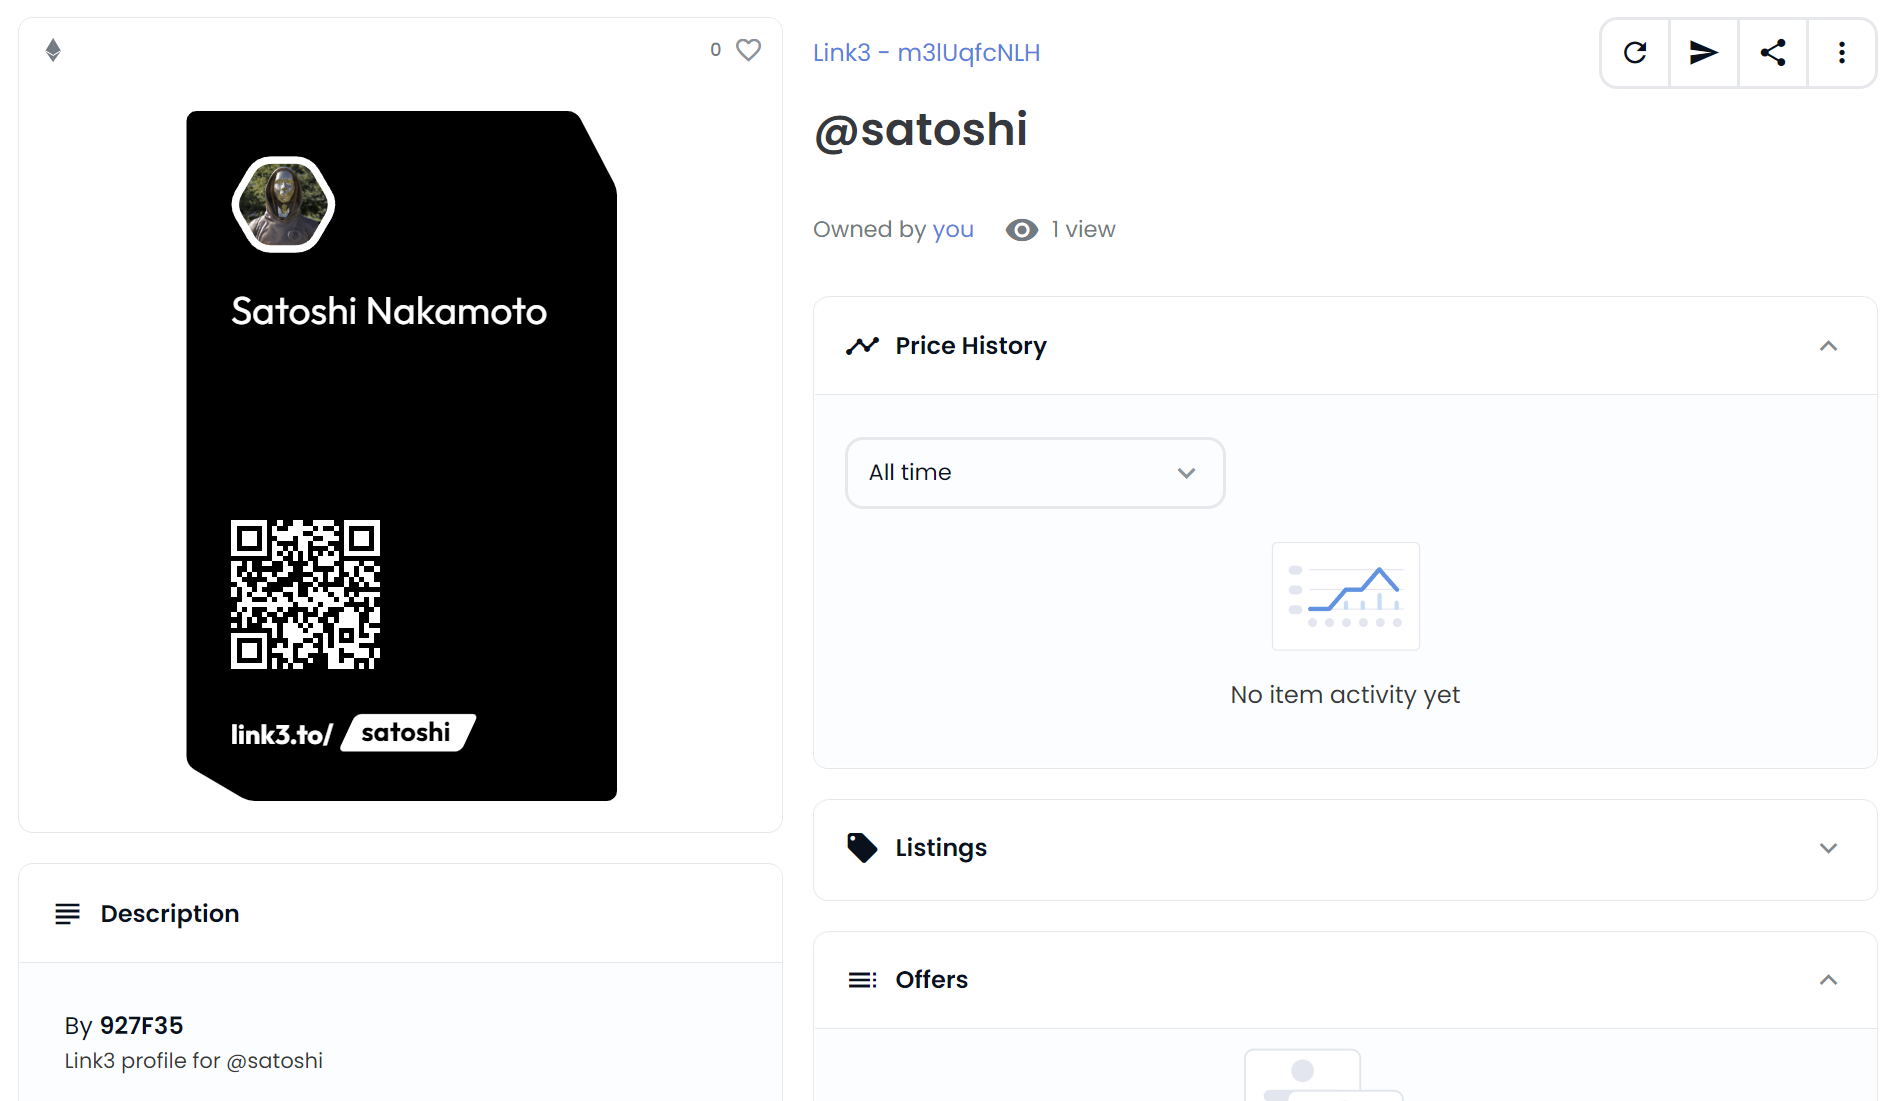 0
Satoshi Nakamoto
link3.to/ satoshi
Description
By 927F35
Link3 profile for @satoshi
Link3 - m3lUqfcNLH
@satoshi
Owned by you 1 view
Price History
All time
No item activity yet
Listings
Offers